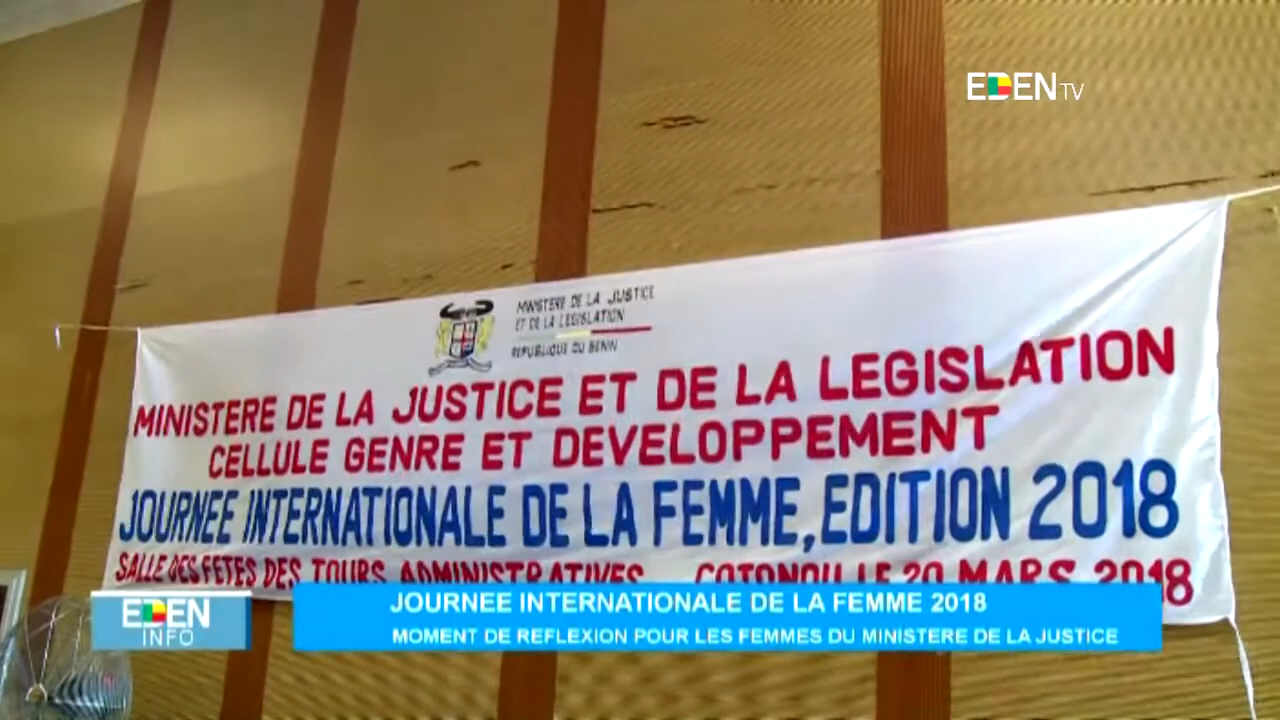 EDENTV
MINISTERE DE LA JUSTICE
ET DE LA LEGISLATION
REPUBLIQUE DU BENIN
MINISTERE DE LA JUSTICE ET DE LA LEGISLATION
CELLULE GENRE ET DEVELOPPEMENT
JOURNEE INTERNATIONALE DE LA FEMME, EDITION 2018
SALLE DES FETES DES TOURS ADMINISTRATIVES COTONOU LE 20 MARS 2018
EDEN
INFO
JOURNEE INTERNATIONALE DE LA FEMME 2018
MOMENT DE REFLEXION POUR LES FEMMES DU MINISTERE DE LA JUSTICE